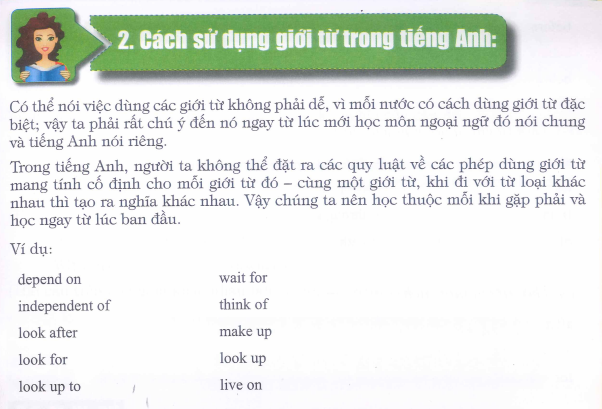 2. Cách sử dụng giới từ trong tiếng Anh:
Có thể nói việc dùng các giới từ không phải dễ, vì mỗi nước có cách dùng giới từ đặc
biệt; vậy ta phải rất chú ý đến nó ngay từ lúc mới học môn ngoại ngữ đó nói chung
và tiếng Anh nói riêng.
Trong tiếng Anh, người ta không thể đặt ra các quy luật về các phép dùng giới từ
mang tính cố định cho mỗi giới từ đó – cùng một giới từ, khi đi với từ loại khác
nhau thì tạo ra nghĩa khác nhau. Vậy chúng ta nên học thuộc mỗi khi gặp phải và
học ngay từ lúc ban đầu.
Ví dụ:
depend on wait for
independent of think of
look after make up
look for look up
look up to live on